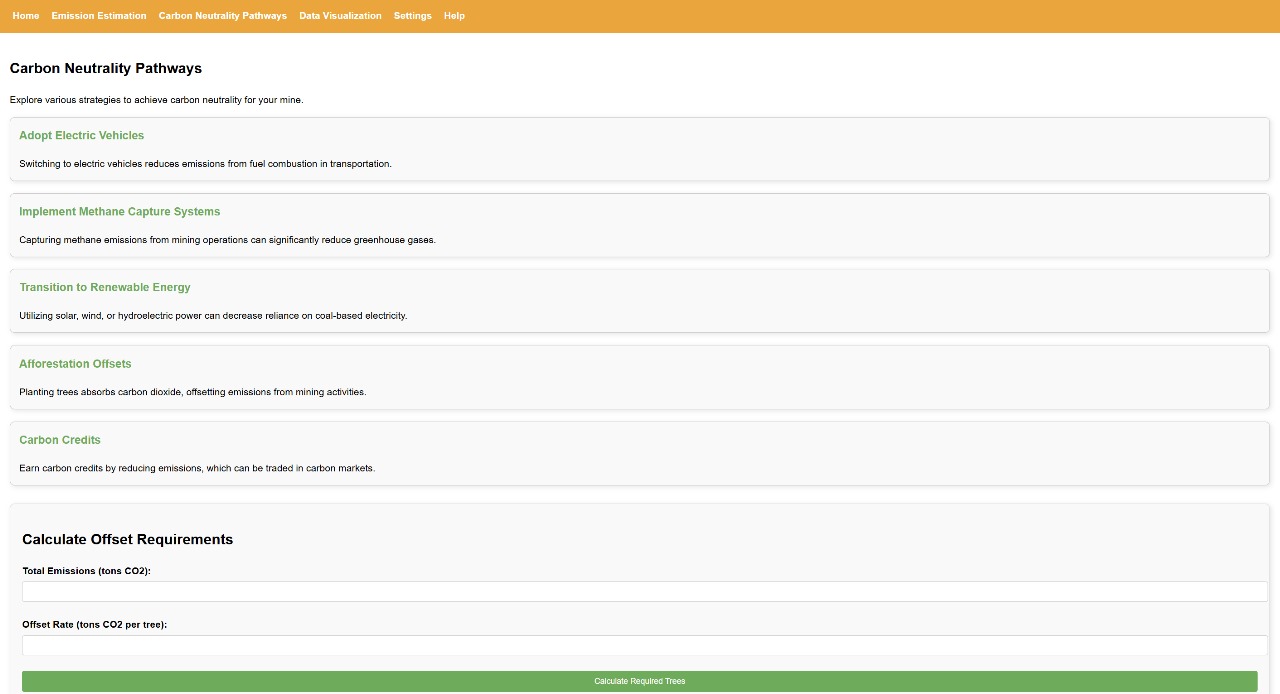 Home Emission Estimation Carbon Neutrality Pathways Data Visualization Settings Help
Carbon Neutrality Pathways
Explore various strategies to achieve carbon neutrality for your mine.
Adopt Electric Vehicles
Switching to electric vehicles reduces emissions from fuel combustion in transportation.
Implement Methane Capture Systems
Capturing methane emissions from mining operations can significantly reduce greenhouse gases.
Transition to Renewable Energy
Utilizing solar, wind, or hydroelectric power can decrease reliance on coal-based electricity.
Afforestation Offsets
Planting trees absorbs carbon dioxide, offsetting emissions from mining activities.
Carbon Credits
Earn carbon credits by reducing emissions, which can be traded in carbon markets.
Calculate Offset Requirements
Total Emissions (tons CO2):
Offset Rate (tons CO2 per tree):
Calculate Required Trees